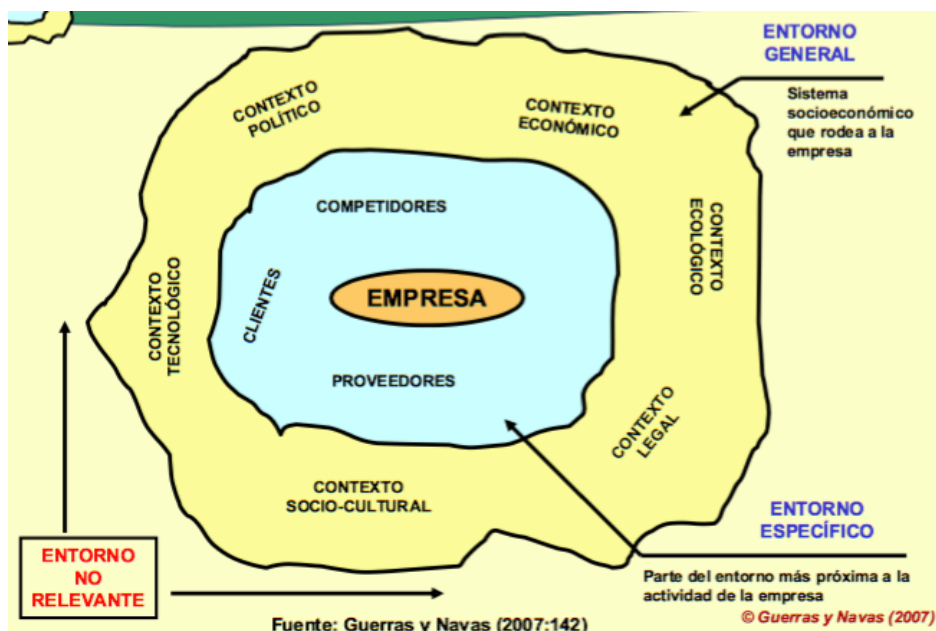 ENTORNO
GENERAL
Sistema
socioeconómico
que rodea a la
empresa
CONTEXTO
POLÍTICO
CONTEXTO
ECONÓMICO
CONTEXTO
ECOLÓGICO
COMPETIDORES
CLIENTES
EMPRESA
PROVEEDORES
CONTEXTO
TECNOLÓGICO
CONTEXTO
LEGAL
CONTEXTO
SOCIO-CULTURAL
ENTORNO
ESPECÍFICO
Parte del entorno más próxima a la
actividad de la empresa
ENTORNO
NO
RELEVANTE
Fuente: Guerras y Navas (2007:142)
© Guerras y Navas (2007)